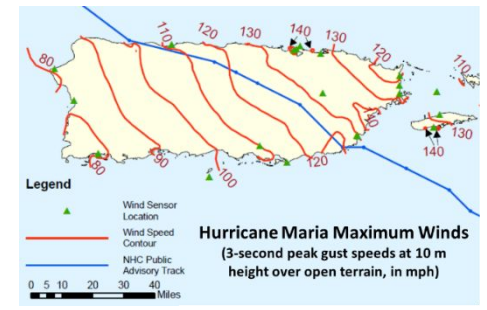 110
120
130
140
130
120
110
80
130
140
80
90
100
120
Legend
Wind Sensor
Location
Wind Speed
Contour
NHC Public
Advisory Track
0 5 10 20 30 40
Miles
Hurricane Maria Maximum Winds
(3-second peak gust speeds at 10 m
height over open terrain, in mph)